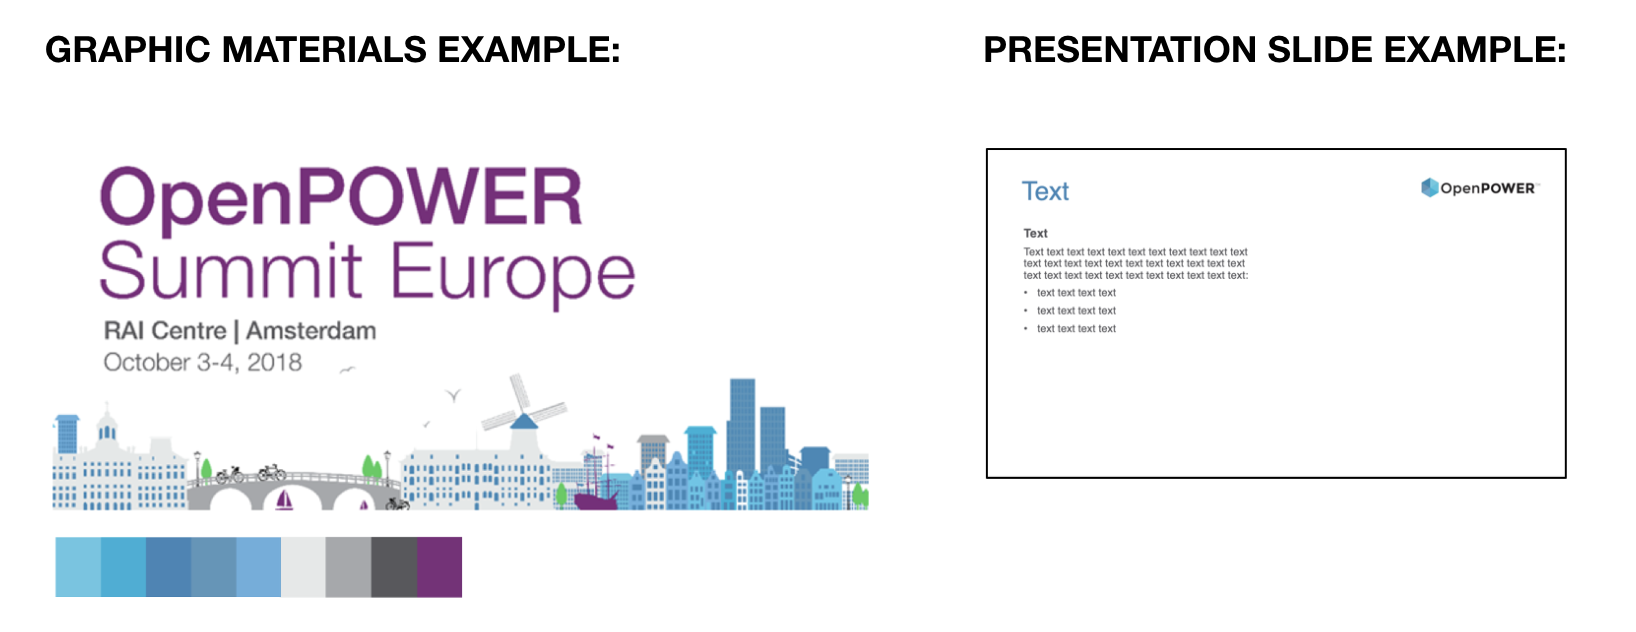 GRAPHIC MATERIALS EXAMPLE:
OpenPOWER
Summit Europe
RAI Centre | Amsterdam
October 3-4, 2018
PRESENTATION SLIDE EXAMPLE:
Text
OpenPOWER™
Text
Text text text text text text text text text text text
text text text text text text text text text text text
text text text text text text text text text text text:
• text text text text
• text text text text
• text text text text